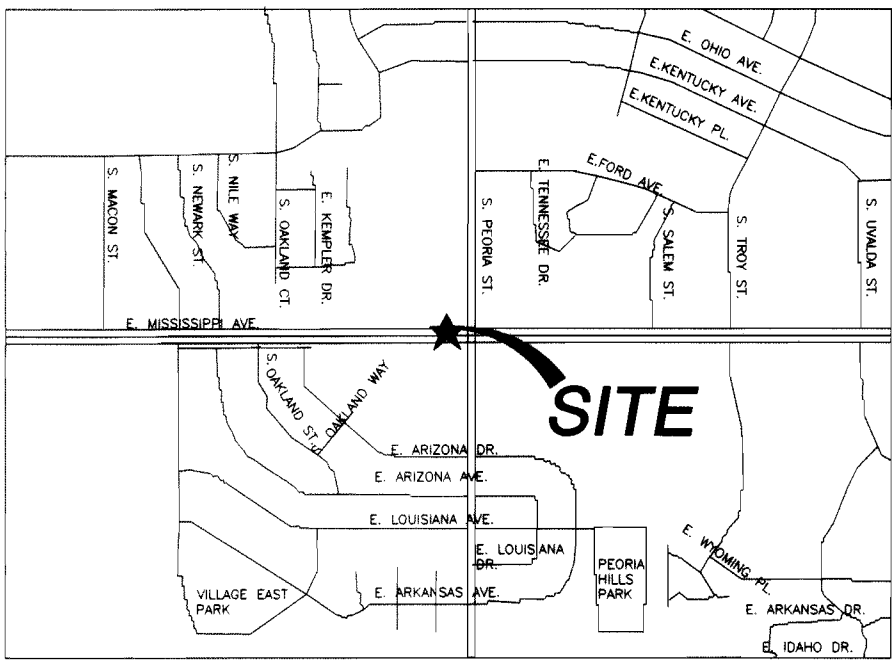 E. OHIO AVE.
E.KENTUCKY AVE.
E.KENTUCKY PL.
E.FORD AVE.
S. MACON ST.
S. NEWARK ST.
S. NILE WAY
S. OAKLAND CT.
E. KEMPLER DR.
S. PEORIA ST.
E. TENNESSEE DR.
S. SALEM ST.
S. TROY ST.
S. UVALDA ST.
E. MISSISSIPPI AVE.
SITE
S. OAKLAND ST.
S OAKLAND WAY
E. ARIZONA DR.
E. ARIZONA AVE.
E. LOUISIANA AVE.
E. LOUISIANA
DR.
PEORIA
HILLS
PARK
E. WYOMING PL.
VILLAGE EAST
PARK
E. ARKANSAS AVE.
E. ARKANSAS DR.
E. IDAHO DR.